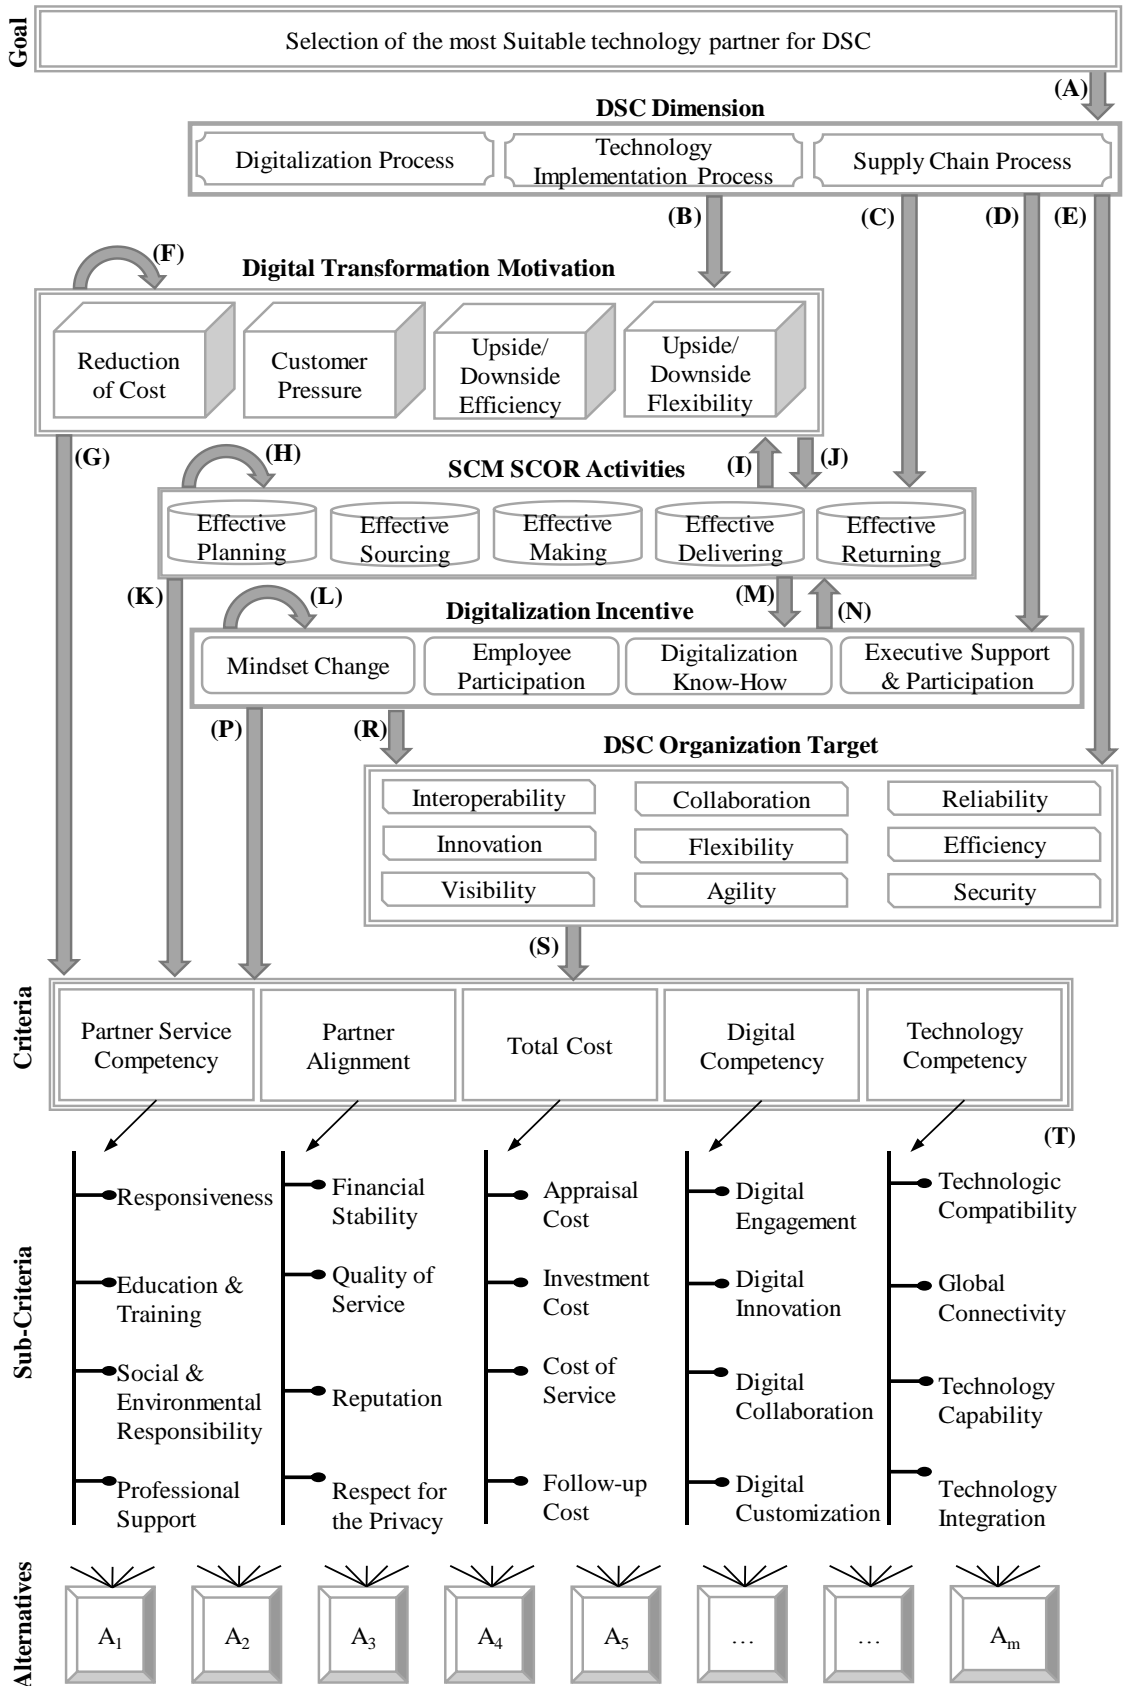 Goal
Selection of the most Suitable technology partner for DSC
(A)
DSC Dimension
Digitalization Process
Technology
Implementation Process
Supply Chain Process
(B)
(C)
(D)
(E)
(F)
Digital Transformation Motivation
Reduction
of Cost
Customer
Pressure
Upside/
Downside
Efficiency
Upside/
Downside
Flexibility
(G)
(H)
SCM SCOR Activities
(I)
(J)
Effective
Planning
Effective
Sourcing
Effective
Making
Effective
Delivering
Effective
Returning
(K)
(L)
Digitalization Incentive
(M)
(N)
Mindset Change
Employee
Participation
Digitalization
Know-How
Executive Support
& Participation
(P)
(R)
DSC Organization Target
Interoperability
Collaboration
Reliability
Innovation
Flexibility
Efficiency
Visibility
Agility
Security
(S)
Criteria
Partner Service
Competency
Partner
Alignment
Total Cost
Digital
Competency
Technology
Competency
(T)
Sub-Criteria
Responsiveness
Education &
Training
Social &
Environmental
Responsibility
Professional
Support
Financial
Stability
Quality of
Service
Reputation
Respect for
the Privacy
Appraisal
Cost
Investment
Cost
Cost of
Service
Follow-up
Cost
Digital
Engagement
Digital
Innovation
Digital
Collaboration
Digital
Customization
Technologic
Compatibility
Global
Connectivity
Technology
Capability
Technology
Integration
Alternatives
A1
A2
A3
A4
A5
...
...
Am